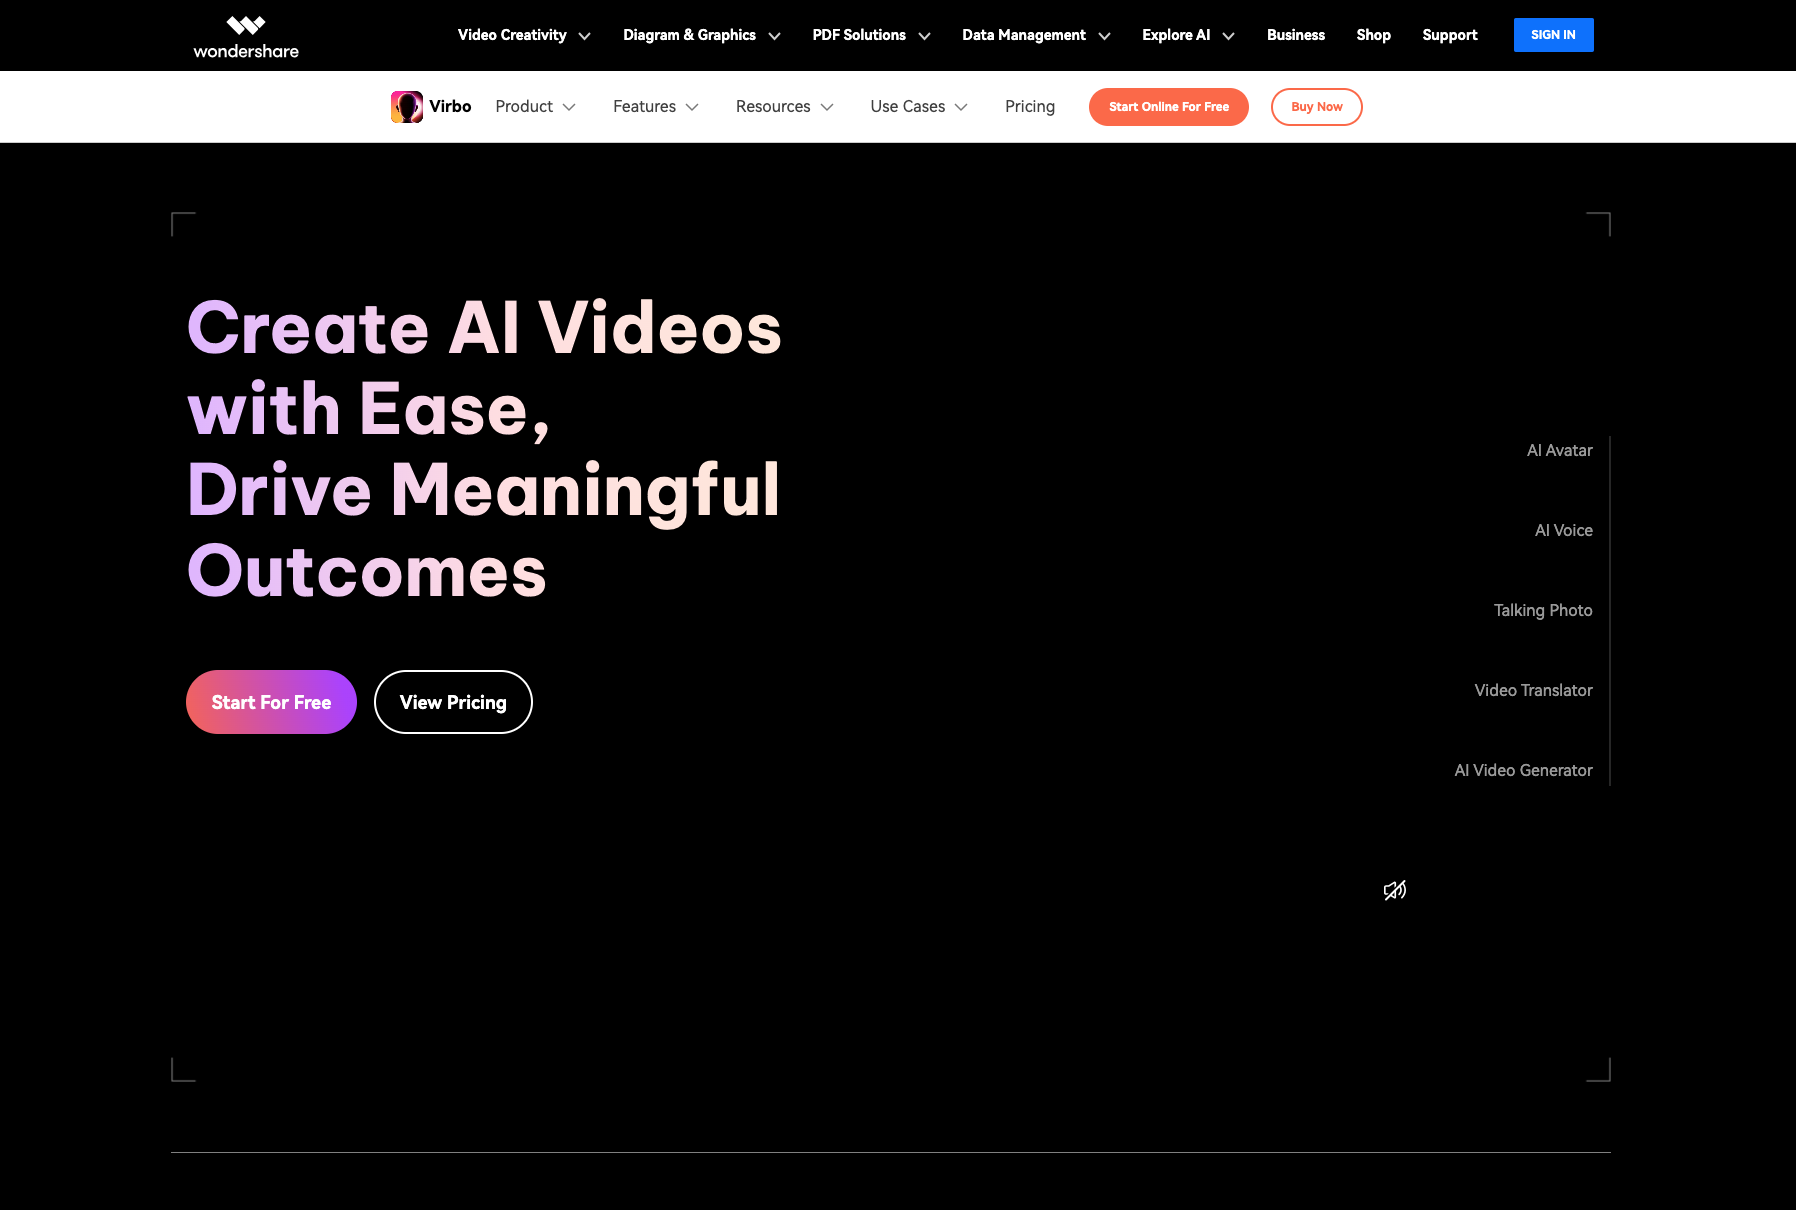 wondershare
Video Creativity
Diagram & Graphics
PDF Solutions
Data Management
Explore AI
Business
Shop
Support
SIGN IN
Virbo
Product
Features
Resources
Use Cases
Pricing
Start Online For Free
Buy Now
Create AI Videos
with Ease,
Drive Meaningful
Outcomes
Start For Free
View Pricing
AI Avatar
AI Voice
Talking Photo
Video Translator
AI Video Generator